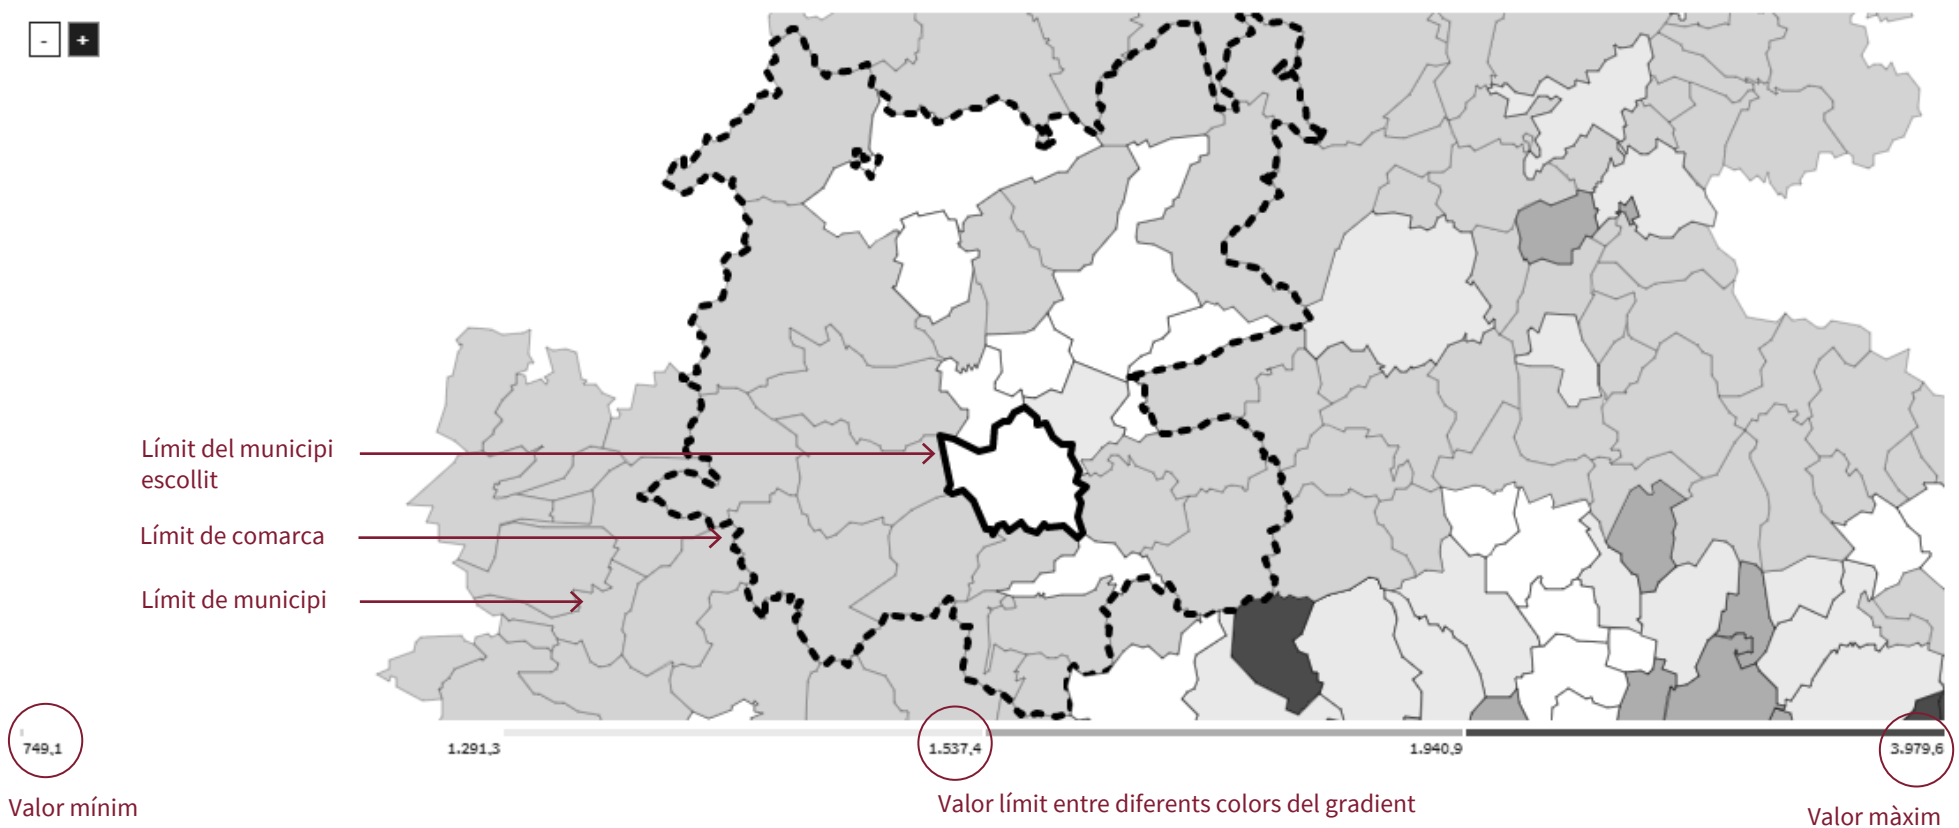 - +
Límit del municipi
escollit
Límit de comarca
Límit de municipi
749,1 1.291,3 1.537,4 1.940,9 3.979,6
Valor mínim Valor límit entre diferents colors del gradient Valor màxim